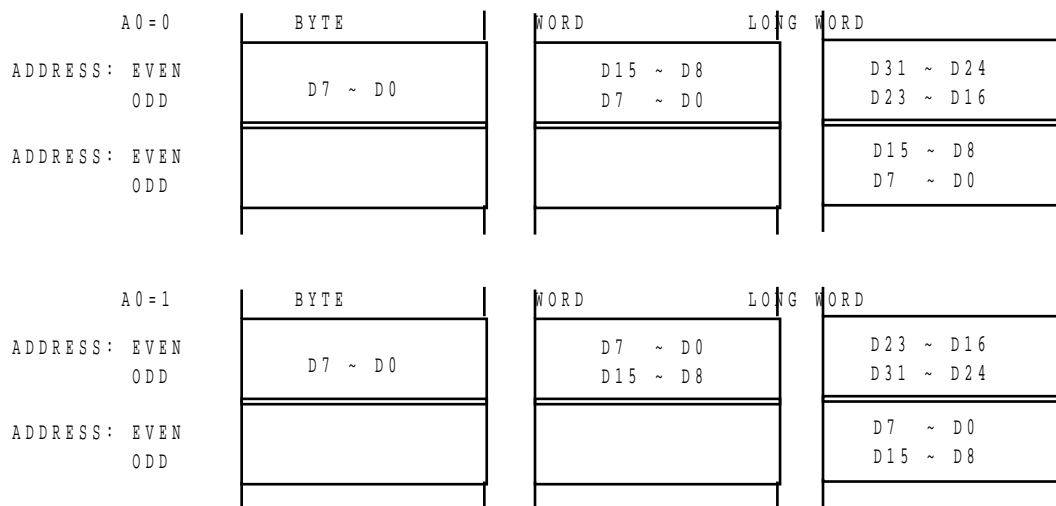 A0=0 BYTE WORD LONG WORD
ADDRESS: EVEN D7 ~ D0 D15 ~ D8 D31 ~ D24
ODD D7 ~ D0 D23 ~ D16
ADDRESS: EVEN D15 ~ D8
ODD D7 ~ D0
A0=1 BYTE WORD LONG WORD
ADDRESS: EVEN D7 ~ D0 D7 ~ D0 D23 ~ D16
ODD D15 ~ D8 D31 ~ D24
ADDRESS: EVEN D7 ~ D0
ODD D15 ~ D8